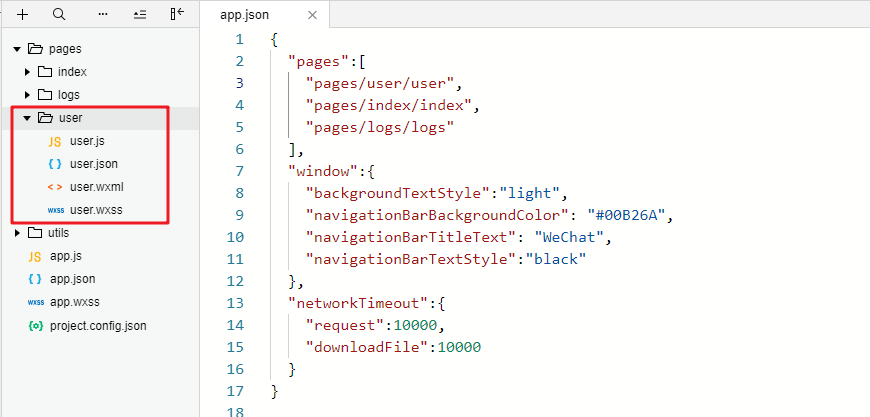 app.json
pages
index
logs
user
JS user.js
{ } user.json
< > user.wxml
WXSS user.wxss
utils
JS app.js
{ } app.json
WXSS app.wxss
{o} project.config.json
1 {
2 "pages":[
3 "pages/user/user",
4 "pages/index/index",
5 "pages/logs/logs"
6 ],
7 "window":{
8 "backgroundTextStyle":"light",
9 "navigationBarBackgroundColor": "#00B26A",
10 "navigationBarTitleText": "WeChat",
11 "navigationBarTextStyle":"black"
12 },
13 "networkTimeout":{
14 "request":10000,
15 "downloadFile":10000
16 }
17 }
18